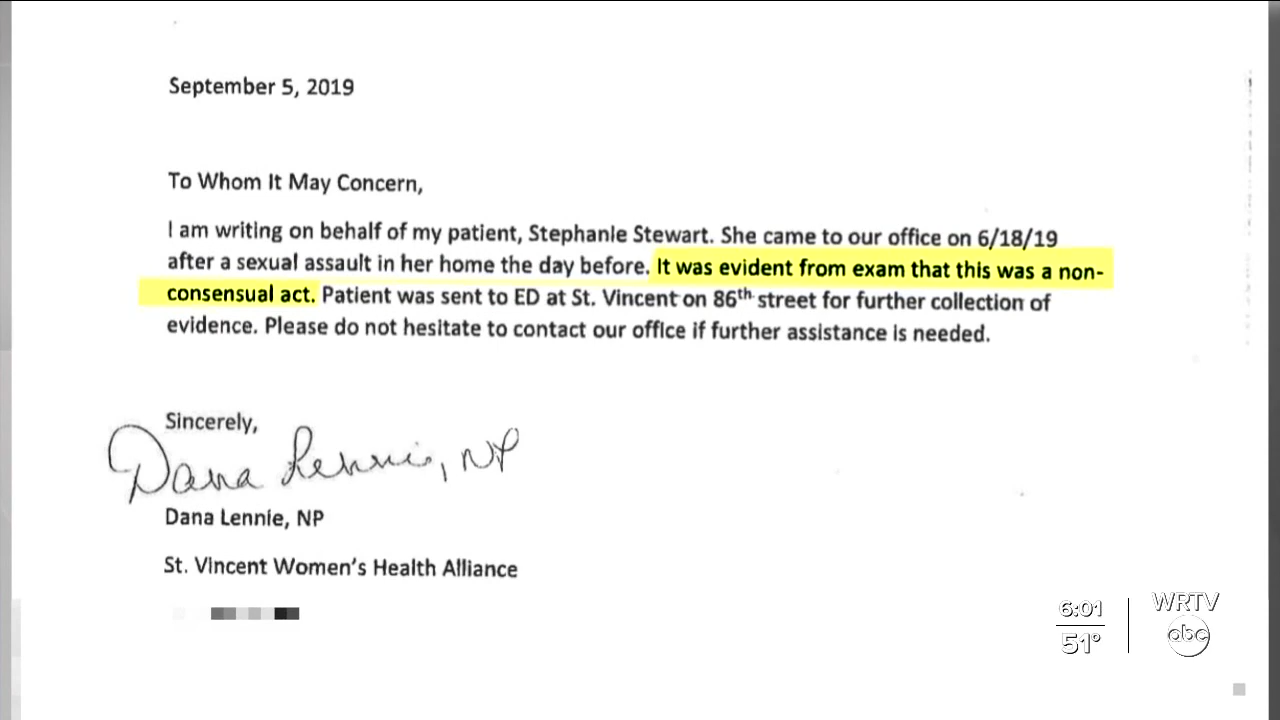 September 5, 2019
To Whom It May Concern,
I am writing on behalf of my patient, Stephanie Stewart. She came to our office on 6/18/19
after a sexual assault in her home the day before. It was evident from exam that this was a non-
consensual act. Patient was sent to ED at St. Vincent on 86th street for further collection of
evidence. Please do not hesitate to contact our office if further assistance is needed.
Sincerely,
Dana Lennie, NP
Dana Lennie, NP
St. Vincent Women's Health Alliance
6:01
51°
WRTV
abc